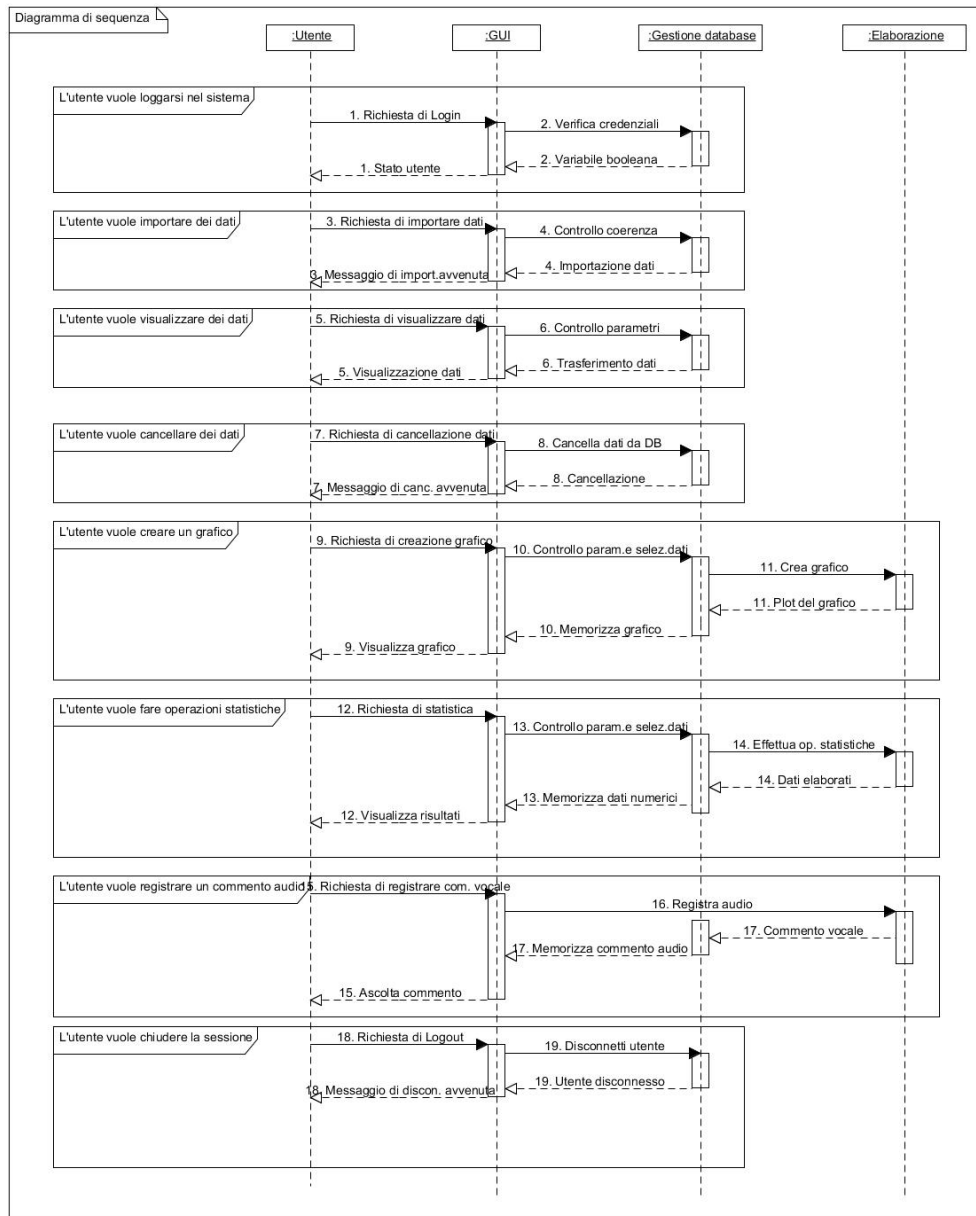 Diagramma di sequenza
:Utente
:GUI
:Gestione database
:Elaborazione
L'utente vuole loggarsi nel sistema
1. Richiesta di Login
2. Verifica credenziali
2. Variabile booleana
1. Stato utente
L'utente vuole importare dei dati
3. Richiesta di importare dati
4. Controllo coerenza
4. Importazione dati
3. Messaggio di import.avvenuta
L'utente vuole visualizzare dei dati
5. Richiesta di visualizzare dati
6. Controllo parametri
6. Trasferimento dati
5. Visualizzazione dati
L'utente vuole cancellare dei dati
7. Richiesta di cancellazione dati
8. Cancella dati da DB
8. Cancellazione
7. Messaggio di canc. avvenuta
L'utente vuole creare un grafico
9. Richiesta di creazione grafico
10. Controllo param.e selez.dati
11. Crea grafico
11. Plot del grafico
10. Memorizza grafico
9. Visualizza grafico
L'utente vuole fare operazioni statistiche
12. Richiesta di statistica
13. Controllo param.e selez.dati
14. Effettua op. statistiche
14. Dati elaborati
13. Memorizza dati numerici
12. Visualizza risultati
L'utente vuole registrare un commento audio
15. Richiesta di registrare com. vocale
16. Registra audio
17. Commento vocale
17. Memorizza commento audio
15. Ascolta commento
L'utente vuole chiudere la sessione
18. Richiesta di Logout
19. Disconnetti utente
19. Utente disconnesso
18. Messaggio di discon. avvenuta